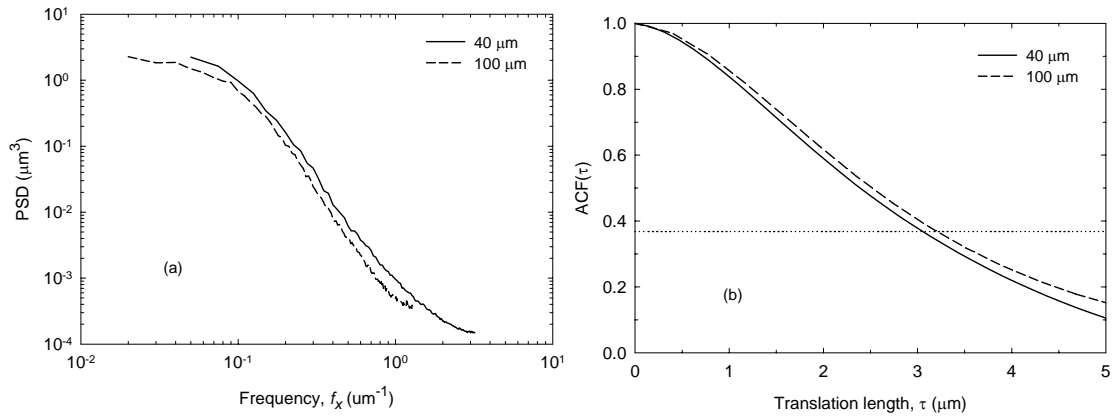 10¹
10⁰
10⁻¹
10⁻²
10⁻³
10⁻⁴
PSD (μm³)
40 μm
100 μm
(a)
10⁻²
10⁻¹
10⁰
10¹
Frequency, fₓ (um⁻¹)
1.0
0.8
0.6
0.4
0.2
0.0
ACF(τ)
40 μm
100 μm
(b)
0
1
2
3
4
5
Translation length, τ (μm)